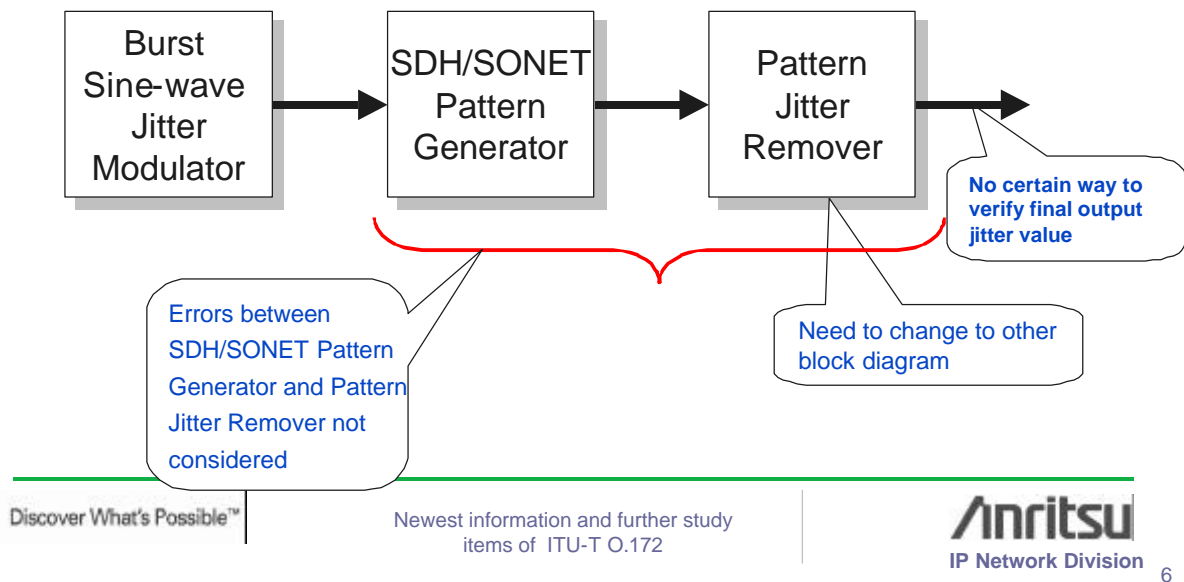 Burst
Sine-wave
Jitter
Modulator
SDH/SONET
Pattern
Generator
Pattern
Jitter
Remover
No certain way to
verify final output
jitter value
Errors between
SDH/SONET Pattern
Generator and Pattern
Jitter Remover not
considered
Need to change to other
block diagram
Discover What's Possible™
Newest information and further study
items of ITU-T O.172
Anritsu
IP Network Division
6